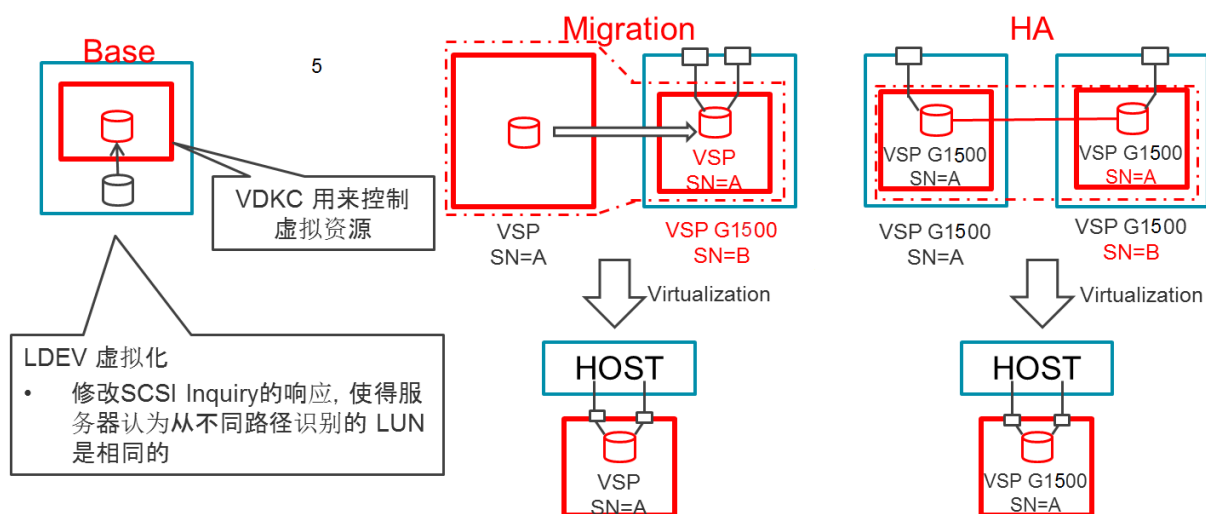 Base
5
VDKC 用来控制
虚拟资源
LDEV 虚拟化
• 修改SCSI Inquiry的响应, 使得服
务器认为从不同路径识别的 LUN
是相同的
Migration
VSP
SN=A
VSP
SN=A
VSP G1500
SN=B
Virtualization
HOST
VSP
SN=A
HA
VSP G1500
SN=A
VSP G1500
SN=A
VSP G1500
SN=A
VSP G1500
SN=B
Virtualization
HOST
VSP G1500
SN=A